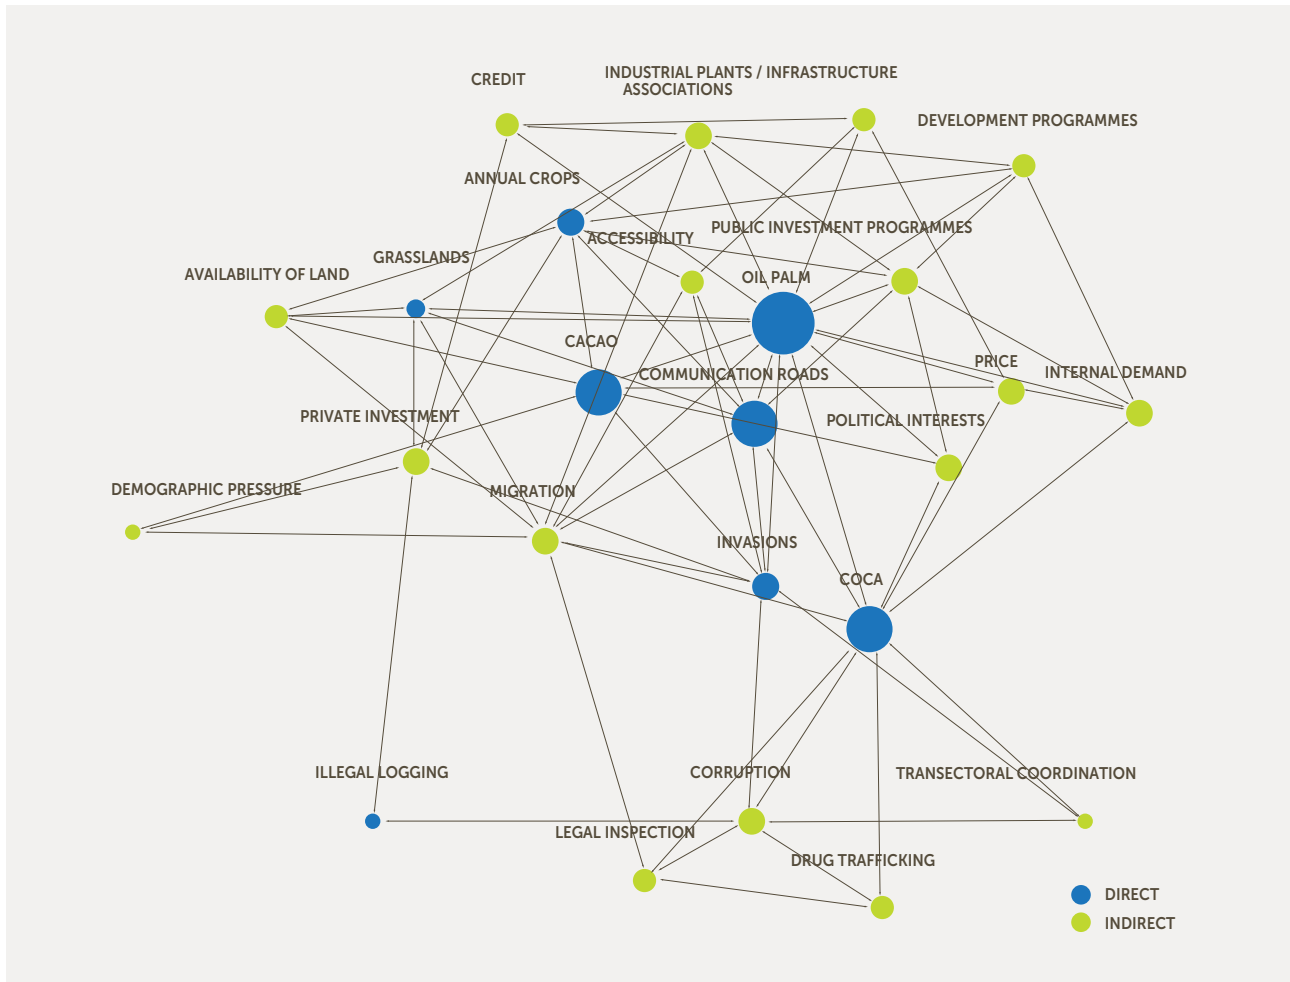 CREDIT
INDUSTRIAL PLANTS / INFRASTRUCTURE
ASSOCIATIONS
DEVELOPMENT PROGRAMMES
ANNUAL CROPS
ACCESSIBILITY
PUBLIC INVESTMENT PROGRAMMES
GRASSLANDS
AVAILABILITY OF LAND
OIL PALM
CACAO
COMMUNICATION ROADS
PRICE
INTERNAL DEMAND
PRIVATE INVESTMENT
POLITICAL INTERESTS
DEMOGRAPHIC PRESSURE
MIGRATION
INVASIONS
COCA
ILLEGAL LOGGING
CORRUPTION
TRANSECTORAL COORDINATION
LEGAL INSPECTION
DRUG TRAFFICKING
DIRECT
INDIRECT